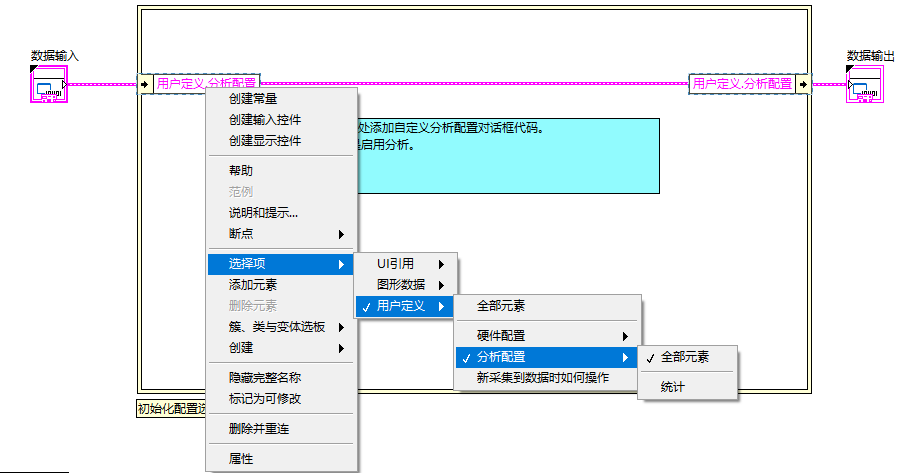 数据输入
数据输出
用户定义.分析配置
用户定义.分析配置
创建常量
创建输入控件
创建显示控件
处添加自定义分析配置对话框代码。
启用分析。
帮助
范例
说明和提示...
断点
选择项
添加元素
删除元素
簇、类与变体选板
创建
隐藏完整名称
标记为可修改
删除并重连
属性
UI引用
图形数据
用户定义
全部元素
硬件配置
分析配置
新采集到数据时如何操作
全部元素
统计
初始化配置